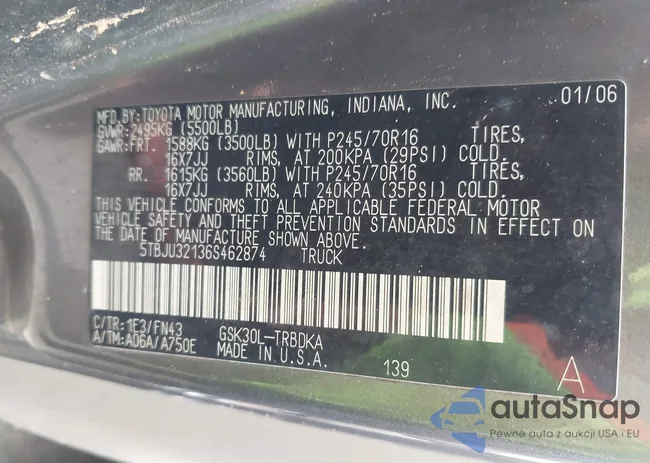 MFD.BY:TOYOTA MOTOR MANUFACTURING, INDIANA, INC. 01/06
GVWR:2495KG (5500LB)
GAWR:FRT. 1588KG (3500LB) WITH P245/70R16 TIRES,
16X7JJ RIMS, AT 200KPA (29PSI) COLD.
RR. 1615KG (3560LB) WITH P245/70R16 TIRES,
16X7JJ RIMS, AT 240KPA (35PSI) COLD.
THIS VEHICLE CONFORMS TO ALL APPLICABLE FEDERAL MOTOR
VEHICLE SAFETY AND THEFT PREVENTION STANDARDS IN EFFECT ON
THE DATE OF MANUFACTURE SHOWN ABOVE.
5TBJU32136S462874 TRUCK
C/TR:1E3/FN43 GSK30L-TRBDKA
A/TM:A06A/A750E MADE IN U.S.A.
139 A
autaSnap
Pewne auta z aukcji USA i EU